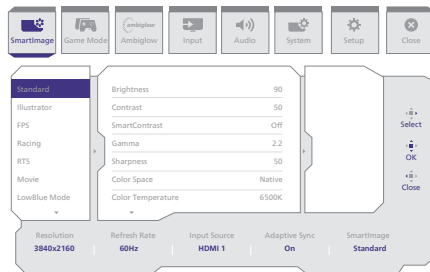 SmartImage
Game Mode
ambiglow
Ambiglow
Input
Audio
System
Setup
Close
Standard
Illustrator
FPS
Racing
RTS
Movie
LowBlue Mode
Brightness 90
Contrast 50
SmartContrast Off
Gamma 2.2
Sharpness 50
Color Space Native
Color Temperature 6500K
Select
OK
Close
Resolution Refresh Rate Input Source Adaptive Sync SmartImage
3840x2160 60Hz HDMI 1 On Standard